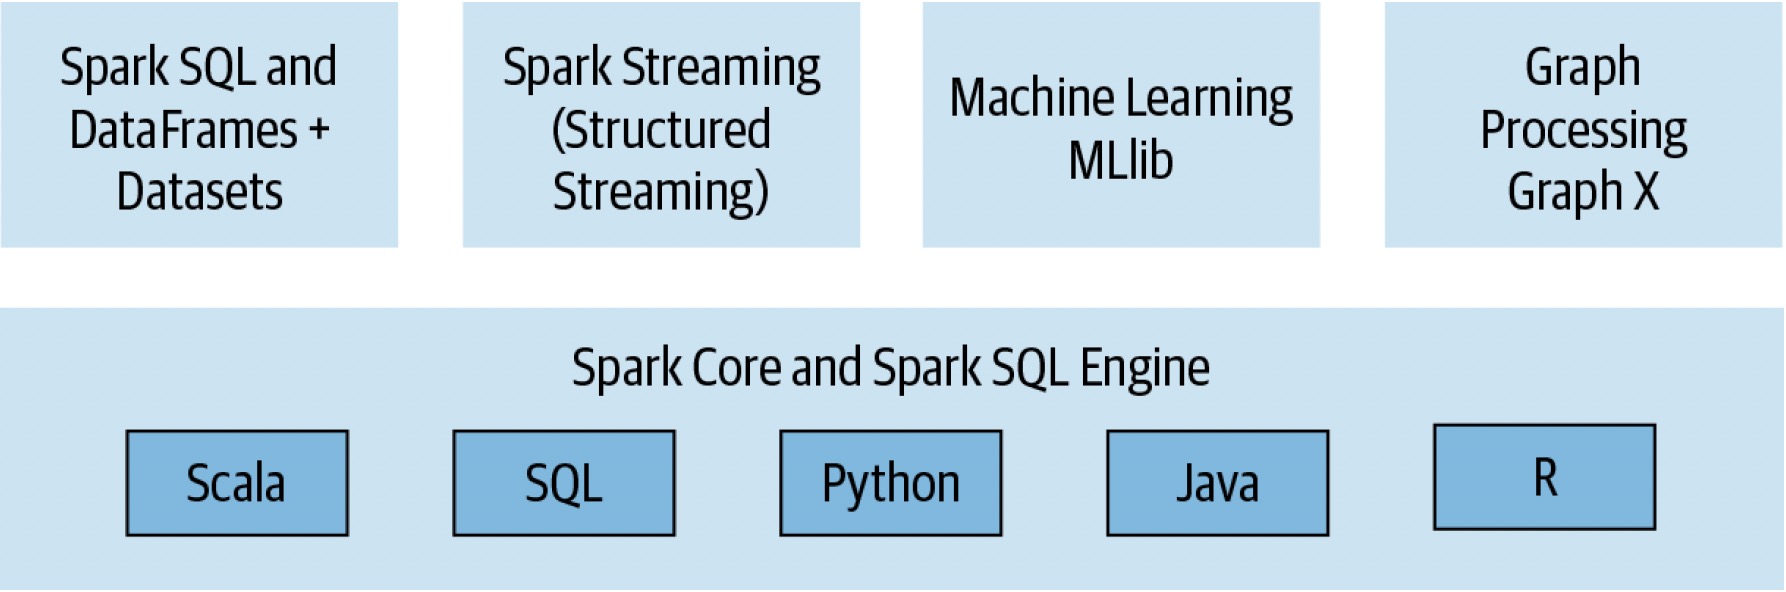 Spark SQL and
DataFrames +
Datasets
Spark Streaming
(Structured
Streaming)
Machine Learning
MLlib
Graph
Processing
Graph X
Spark Core and Spark SQL Engine
Scala
SQL
Python
Java
R